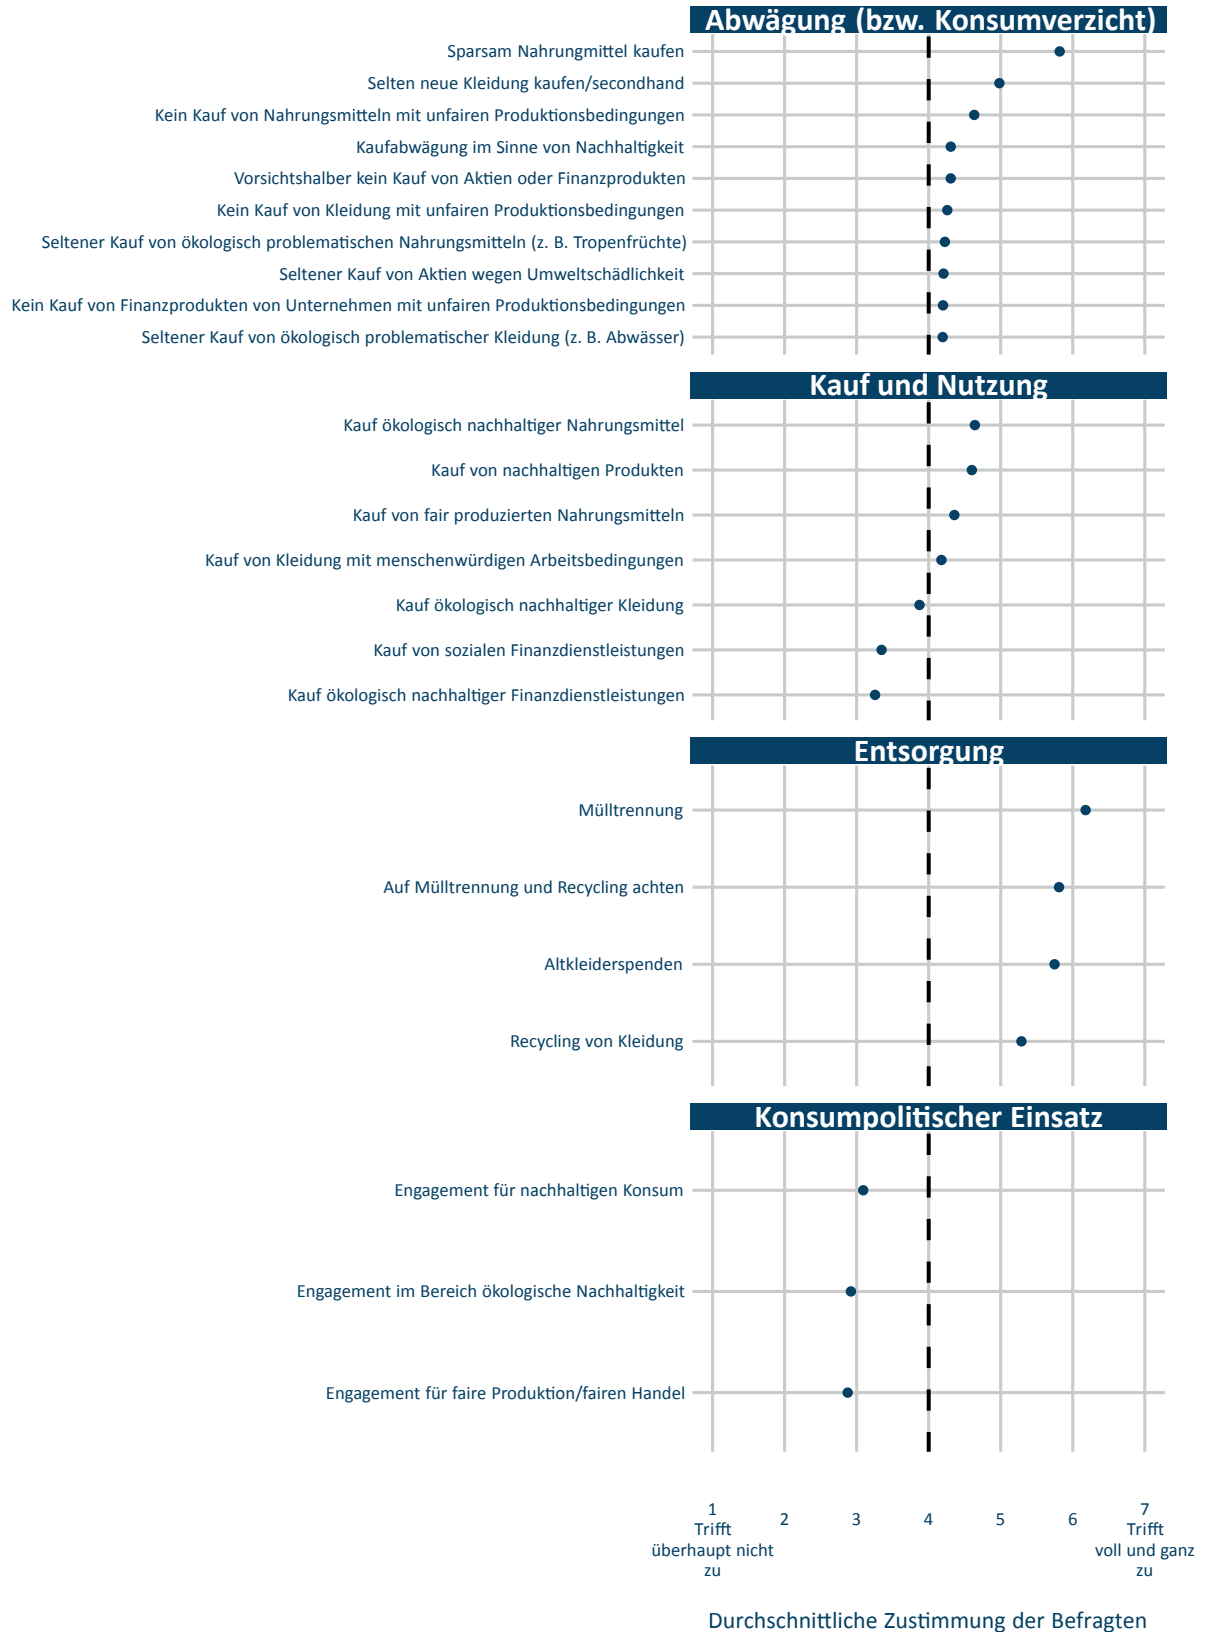 Abwägung (bzw. Konsumverzicht)
Sparsam Nahrungmittel kaufen
Selten neue Kleidung kaufen/secondhand
Kein Kauf von Nahrungsmitteln mit unfairen Produktionsbedingungen
Kaufabwägung im Sinne von Nachhaltigkeit
Vorsichtshalber kein Kauf von Aktien oder Finanzprodukten
Kein Kauf von Kleidung mit unfairen Produktionsbedingungen
Seltener Kauf von ökologisch problematischen Nahrungsmitteln (z. B. Tropenfrüchte)
Seltener Kauf von Aktien wegen Umweltschädlichkeit
Kein Kauf von Finanzprodukten von Unternehmen mit unfairen Produktionsbedingungen
Seltener Kauf von ökologisch problematischer Kleidung (z. B. Abwässer)
Kauf und Nutzung
Kauf ökologisch nachhaltiger Nahrungsmittel
Kauf von nachhaltigen Produkten
Kauf von fair produzierten Nahrungsmitteln
Kauf von Kleidung mit menschenwürdigen Arbeitsbedingungen
Kauf ökologisch nachhaltiger Kleidung
Kauf von sozialen Finanzdienstleistungen
Kauf ökologisch nachhaltiger Finanzdienstleistungen
Entsorgung
Mülltrennung
Auf Mülltrennung und Recycling achten
Altkleiderspenden
Recycling von Kleidung
Konsumpolitischer Einsatz
Engagement für nachhaltigen Konsum
Engagement im Bereich ökologische Nachhaltigkeit
Engagement für faire Produktion/fairen Handel
1 2 3 4 5 6 7
Trifft Trifft
überhaupt nicht voll und ganz
zu zu
Durchschnittliche Zustimmung der Befragten